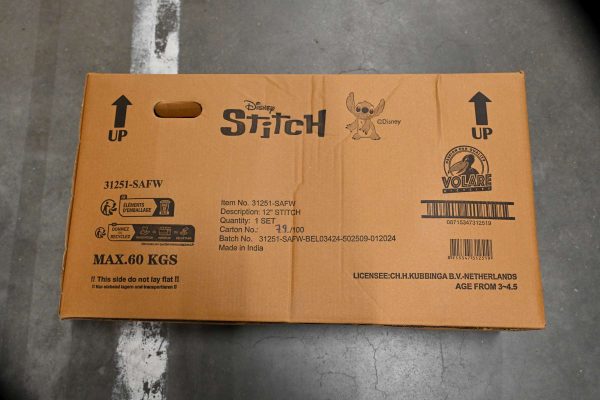 UP
Disney
StitcH
©Disney
UP
VOLARE
31251-SAFW
ÉLÉMENTS
D'EMBALLAGE
Item No. 31251-SAFW
Description: 12" STITCH
Quantity: 1 SET
Carton No.: 79/100
Batch No. 31251-SAFW-BEL03424-502509-012024
Made in India
08715347312519
MAX.60 KGS
!! This side do not lay flat !!
LICENSEE:CH.H.KUBBINGA B.V.-NETHERLANDS
AGE FROM 3~4.5